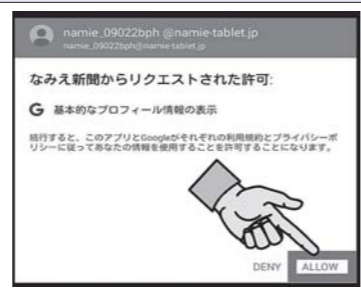 namie_09022bph @namie-tablet.jp
namie_09022bph@namie-tablet.jp
なみえ新聞からリクエストされた許可:
G 基本的なプロフィール情報の表示
続行すると、このアプリとGoogleがそれぞれの利用規約とプライバシーポ
リシーに従ってあなたの情報を使用することを許可することになります。
DENY ALLOW